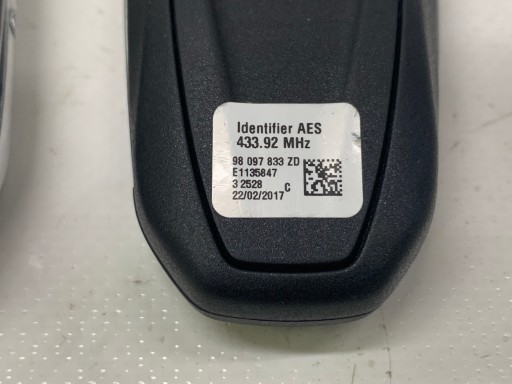 Identifier AES
433.92 MHz
98 097 833 ZD
E1135847
3 2528 C
22/02/2017